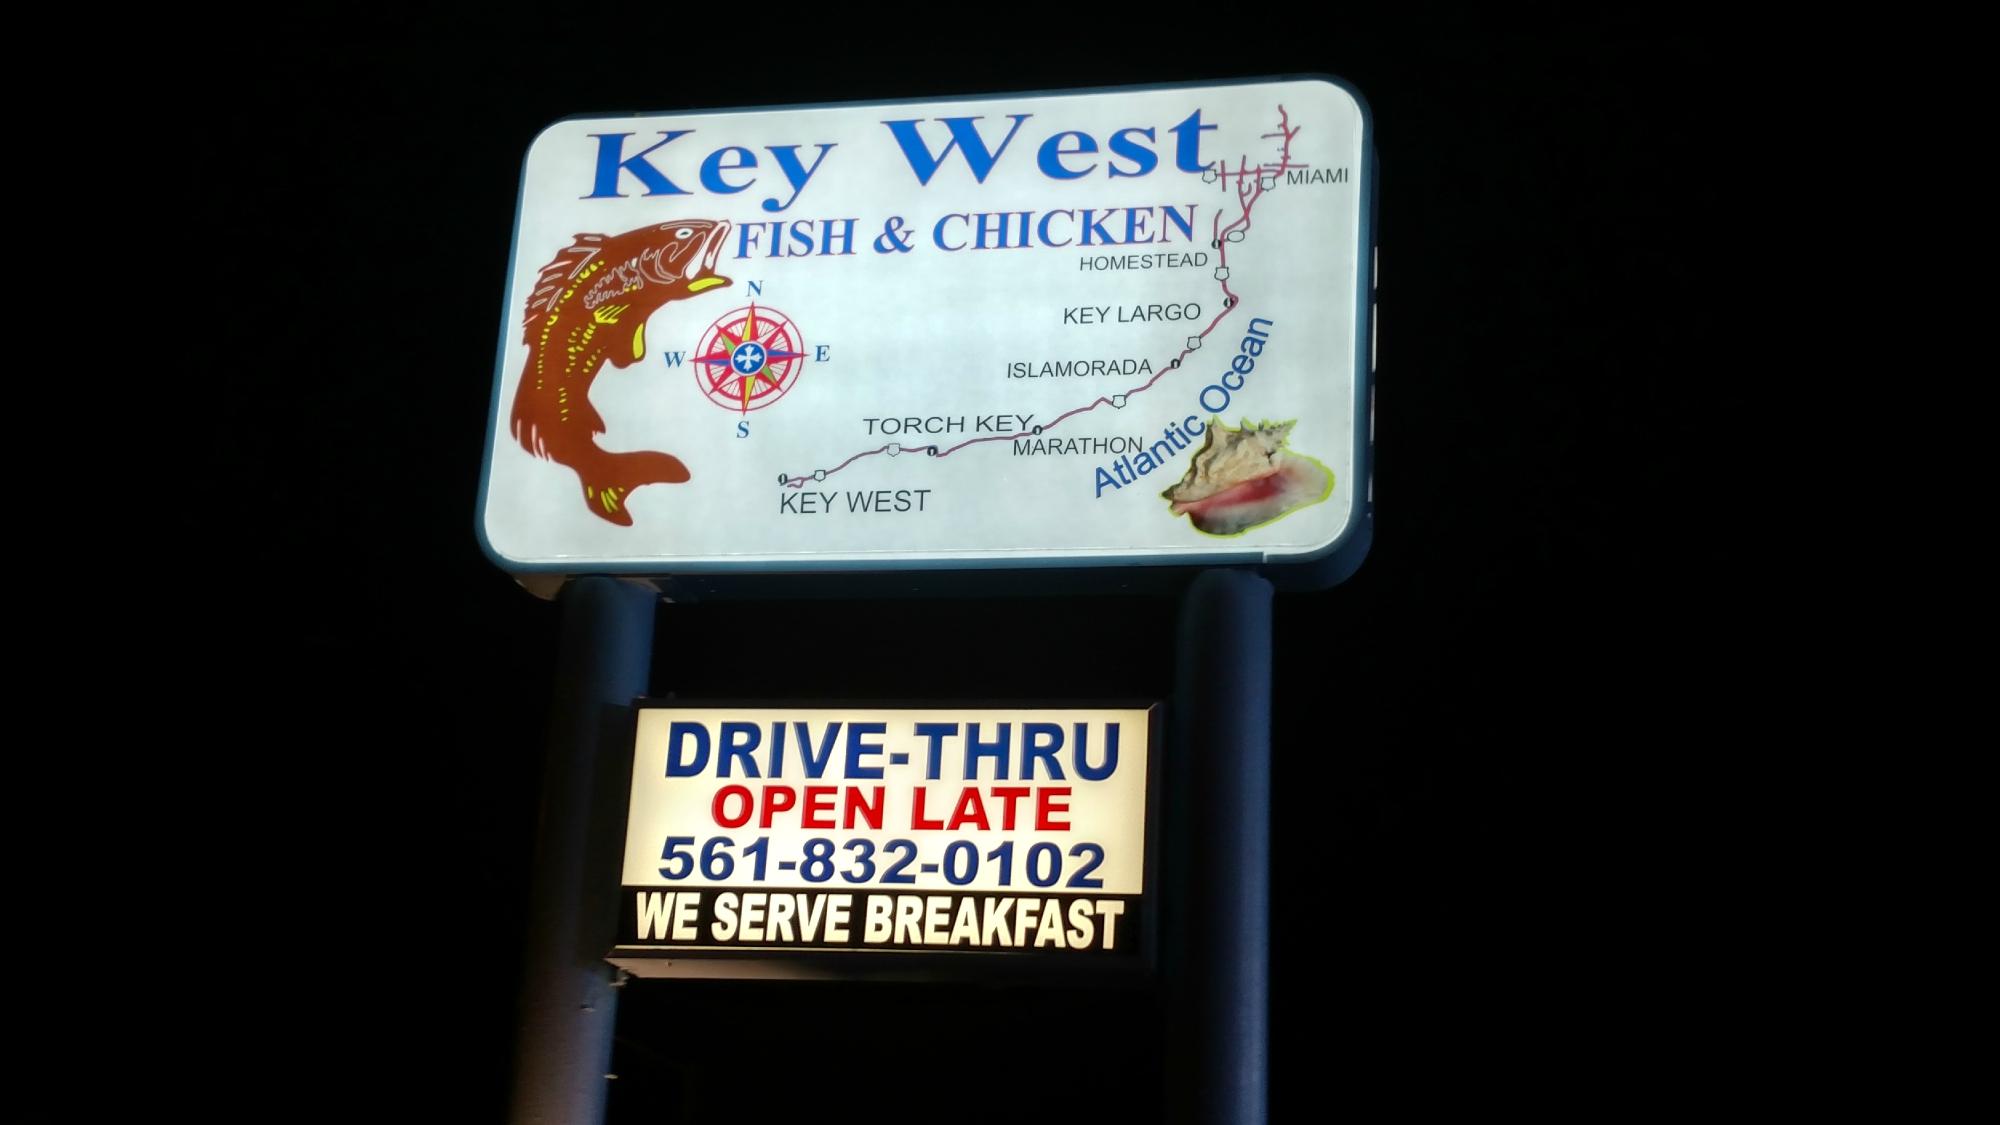 Key West
MIAMI
FISH & CHICKEN
HOMESTEAD
N
KEY LARGO
W
E
ISLAMORADA
Atlantic Ocean
S
TORCH KEY
MARATHON
KEY WEST
DRIVE-THRU
OPEN LATE
561-832-0102
WE SERVE BREAKFAST